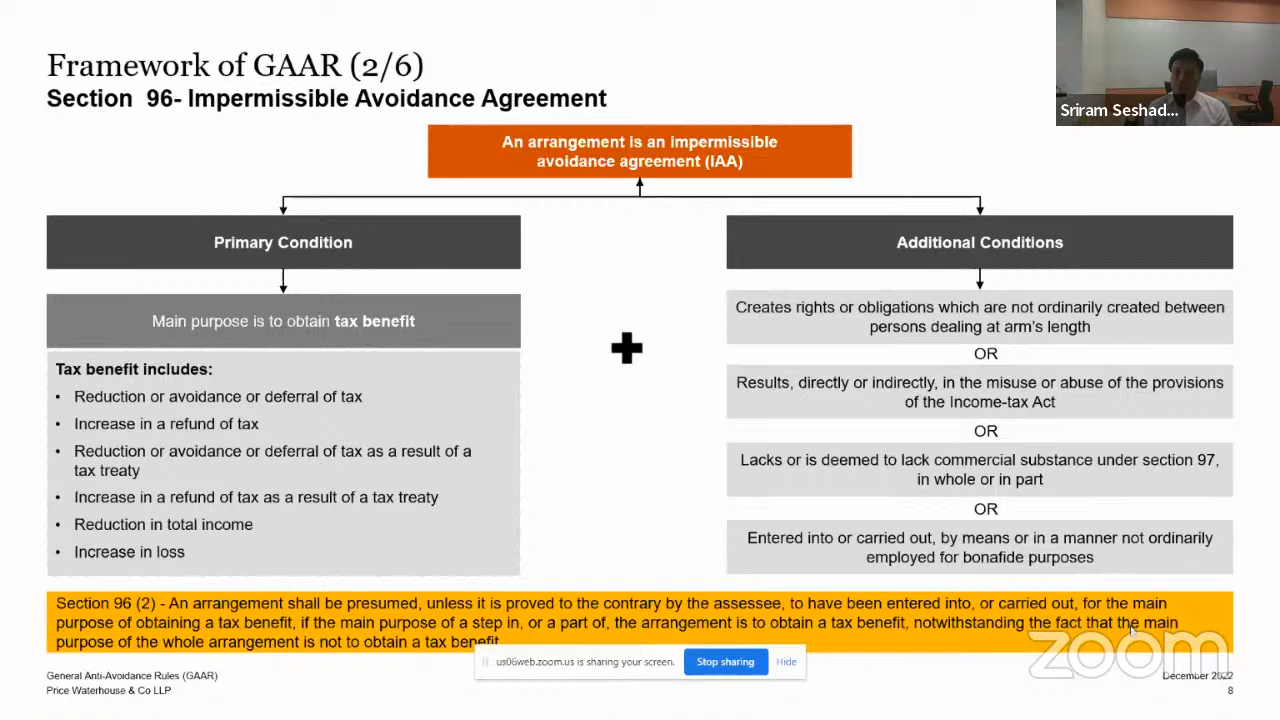 Framework of GAAR (2/6)
Section 96- Impermissible Avoidance Agreement
Sriram Seshad...
An arrangement is an impermissible
avoidance agreement (IAA)
Primary Condition
Main purpose is to obtain tax benefit
Tax benefit includes:
• Reduction or avoidance or deferral of tax
• Increase in a refund of tax
• Reduction or avoidance or deferral of tax as a result of a
tax treaty
• Increase in a refund of tax as a result of a tax treaty
• Reduction in total income
• Increase in loss
Additional Conditions
Creates rights or obligations which are not ordinarily created between
persons dealing at arm's length
OR
Results, directly or indirectly, in the misuse or abuse of the provisions
of the Income-tax Act
OR
Lacks or is deemed to lack commercial substance under section 97,
in whole or in part
OR
Entered into or carried out, by means or in a manner not ordinarily
employed for bonafide purposes
Section 96 (2) - An arrangement shall be presumed, unless it is proved to the contrary by the assessee, to have been entered into, or carried out, for the main
purpose of obtaining a tax benefit, if the main purpose of a step in, or a part of, the arrangement is to obtain a tax benefit, notwithstanding the fact that the main
purpose of the whole arrangement is not to obtain a tax benefit
us06web.zoom.us is sharing your screen.
Stop sharing
Hide
zoom
General Anti-Avoidance Rules (GAAR)
Price Waterhouse & Co LLP
December 2022
8